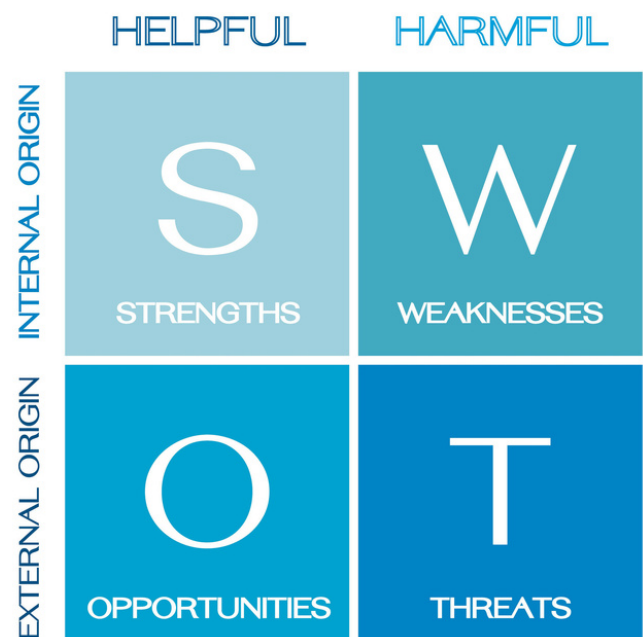 HELPFUL HARMFUL
INTERNAL ORIGIN
S W
STRENGTHS WEAKNESSES
EXTERNAL ORIGIN
O T
OPPORTUNITIES THREATS